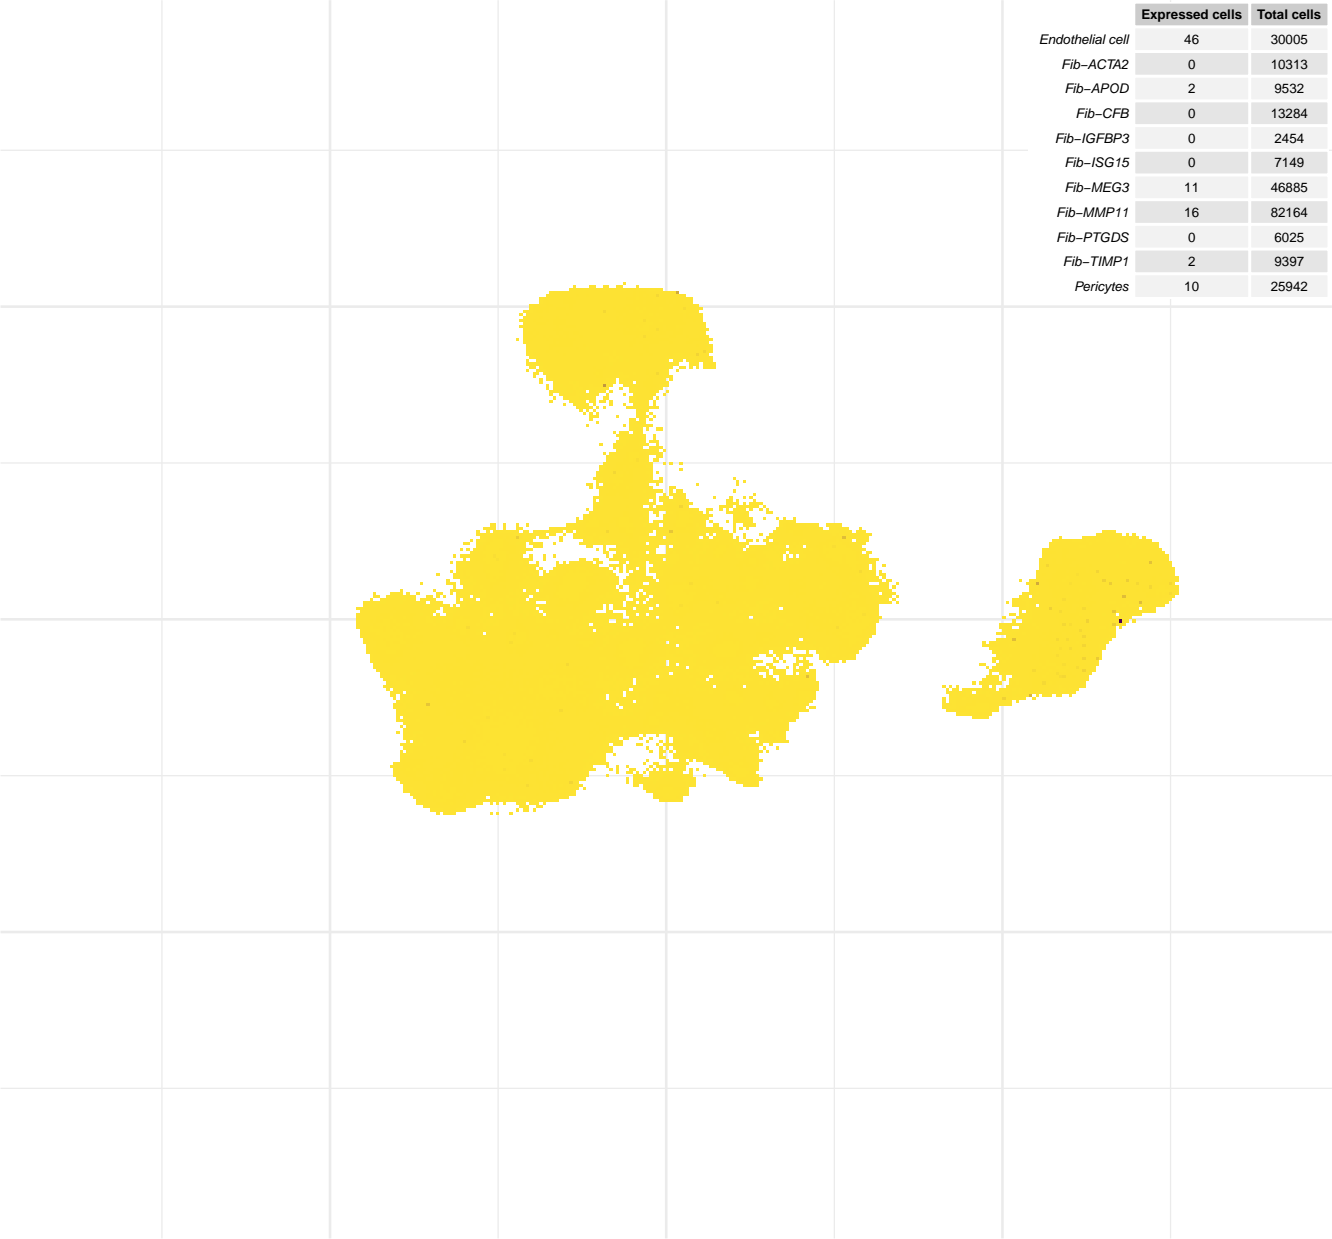 Expressed cells Total cells
Endothelial cell 46 30005
Fib−ACTA2 0 10313
Fib−APOD 2 9532
Fib−CFB 0 13284
Fib−IGFBP3 0 2454
Fib−ISG15 0 7149
Fib−MEG3 11 46885
Fib−MMP11 16 82164
Fib−PTGDS 0 6025
Fib−TIMP1 2 9397
Pericytes 10 25942